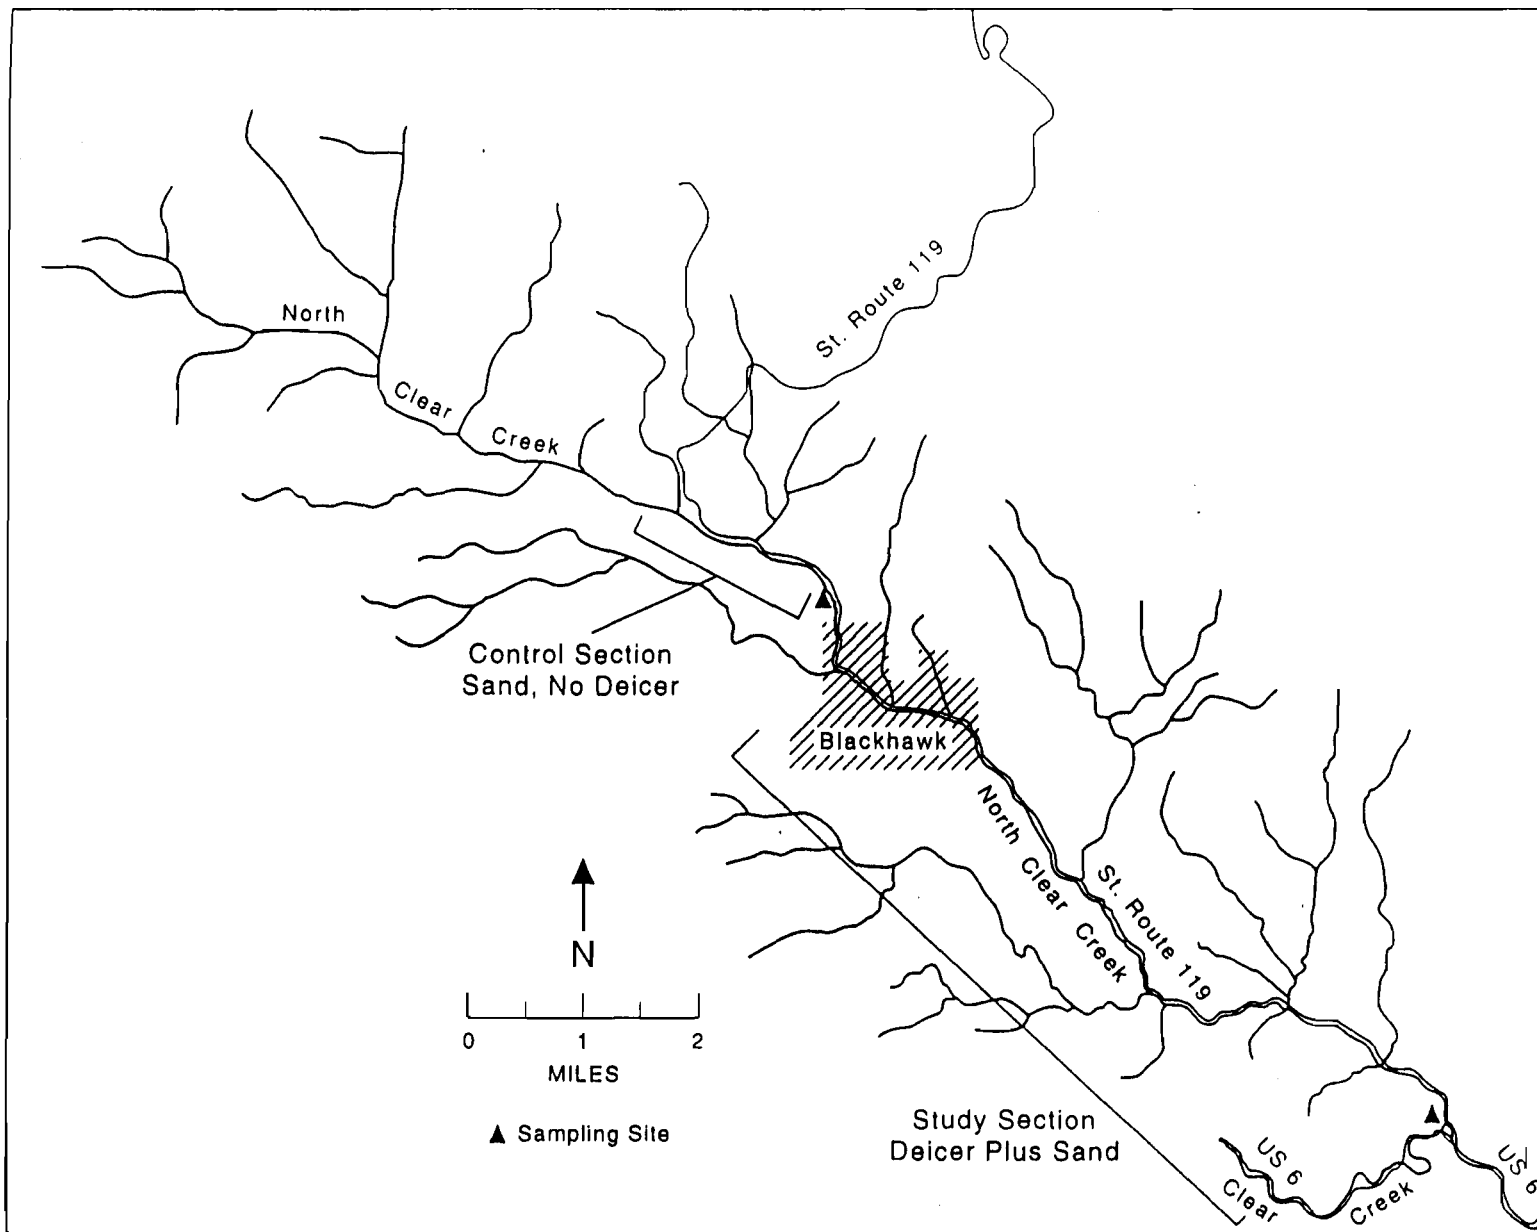 St. Route 119
North
Clear
Creek
Control Section
Sand, No Deicer
Blackhawk
North Clear Creek
St. Route 119
N
0 1 2
MILES
Sampling Site
Study Section
Deicer Plus Sand
US 6
Clear Creek
US 6